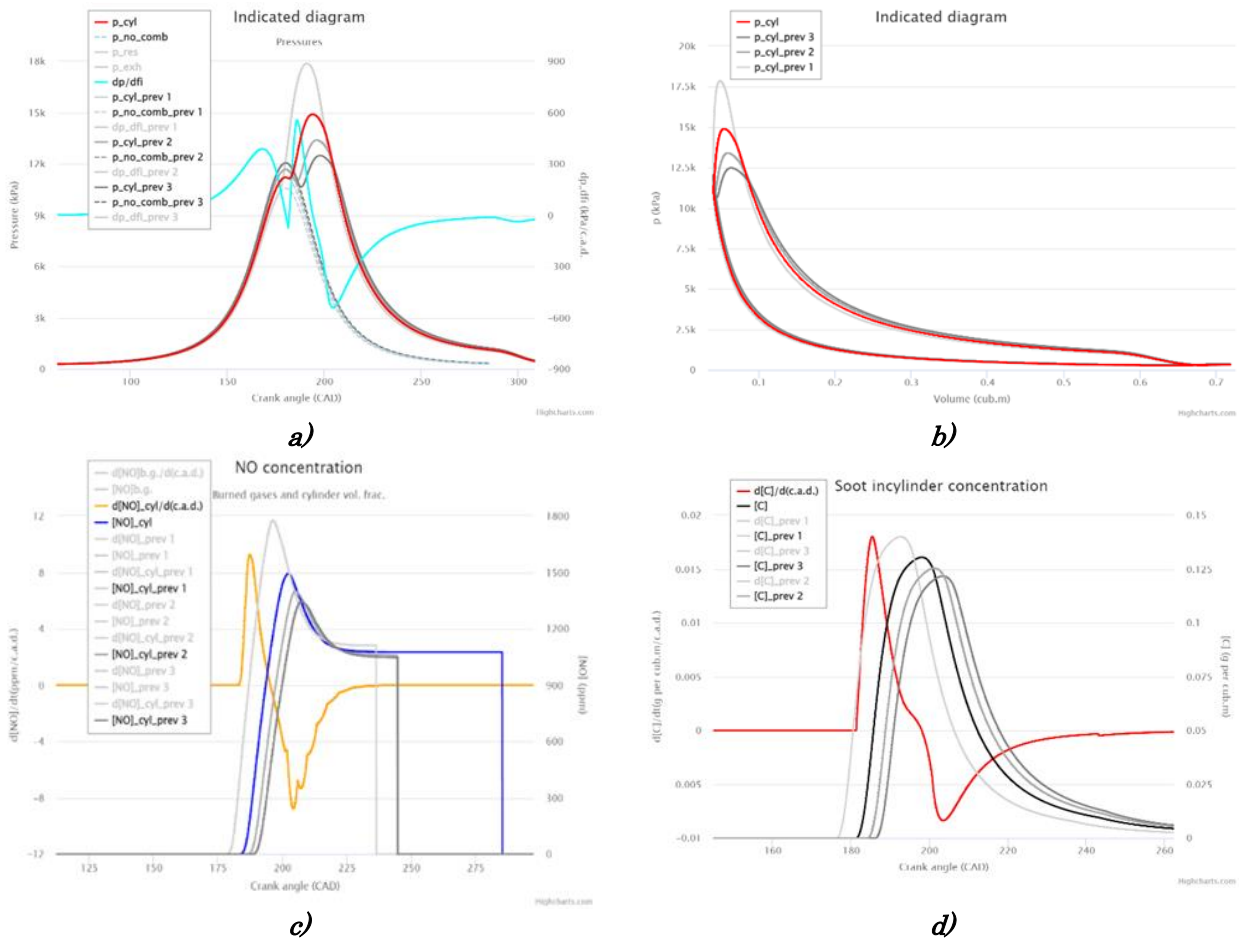 Indicated diagram
Pressures
p_cyl
p_no_comb
p_res
p_exh
dp/dfi
p_cyl_prev 1
p_no_comb_prev 1
dp_dfi_prev 1
p_cyl_prev 2
p_no_comb_prev 2
dp_dfi_prev 2
p_cyl_prev 3
p_no_comb_prev 3
dp_dfi_prev 3
18k
15k
12k
9k
6k
3k
0
Pressure (kPa)
900
600
300
0
-300
-600
-900
dp_dfi (kPa/c.a.d.
100
150
200
250
300
Crank angle (CAD)
Highcharts.com
a)
Indicated diagram
p_cyl
p_cyl_prev 3
p_cyl_prev 2
p_cyl_prev 1
20k
17.5k
15k
12.5k
10k
7.5k
5k
2.5k
0
p (kPa)
0.1
0.2
0.3
0.4
0.5
0.6
0.7
Volume (cub.m)
Highcharts.com
b)
NO concentration
Burned gases and cylinder vol. frac.
d[NO]b.g./d(c.a.d.)
[NO]b.g.
d[NO]_cyl/d(c.a.d.)
[NO]_cyl
d[NO]_prev 1
[NO]_prev 1
d[NO]_cyl_prev 1
[NO]_cyl_prev 1
d[NO]_prev 2
[NO]_prev 2
d[NO]_cyl_prev 2
[NO]_cyl_prev 2
d[NO]_prev 3
[NO]_prev 3
d[NO]_cyl_prev 3
[NO]_cyl_prev 3
12
8
4
0
-4
-8
-12
d[NO]/dt(ppm/c.a.d.)
1800
1500
1200
900
600
300
0
[NO] (ppm)
125
150
175
200
225
250
275
Crank angle (CAD)
Highcharts.com
c)
Soot incylinder concentration
d[C]/d(c.a.d.)
[C]
d[C]_prev 1
[C]_prev 1
d[C]_prev 3
[C]_prev 3
d[C]_prev 2
[C]_prev 2
0.02
0.015
0.01
0.005
0
0.005
-0.01
d[C]/dt(g per cub.m/c.a.d.)
0.15
0.125
0.1
0.075
0.05
0.025
0
[C] (g per cub.m)
160
180
200
220
240
260
Crank angle (CAD)
Highcharts.com
d)